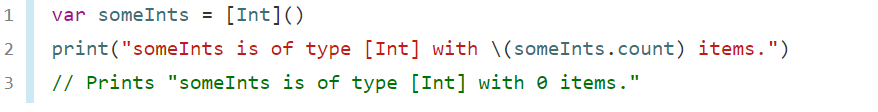 1 var someInts = [Int]()
2 print("someInts is of type [Int] with \(someInts.count) items.")
3 // Prints "someInts is of type [Int] with 0 items."